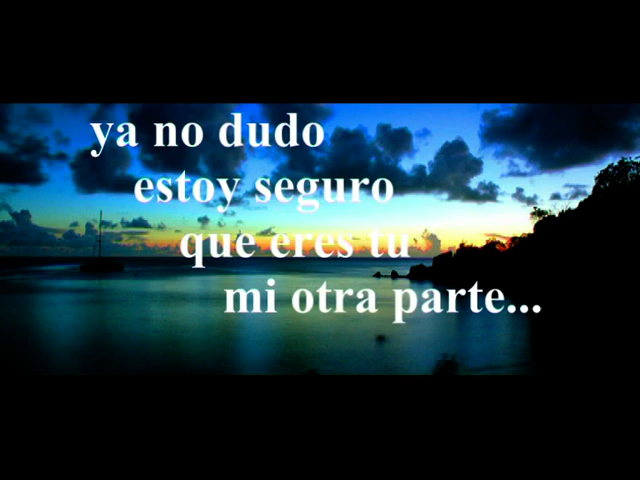 ya no dudo
estoy seguro
que eres tu
mi otra parte...